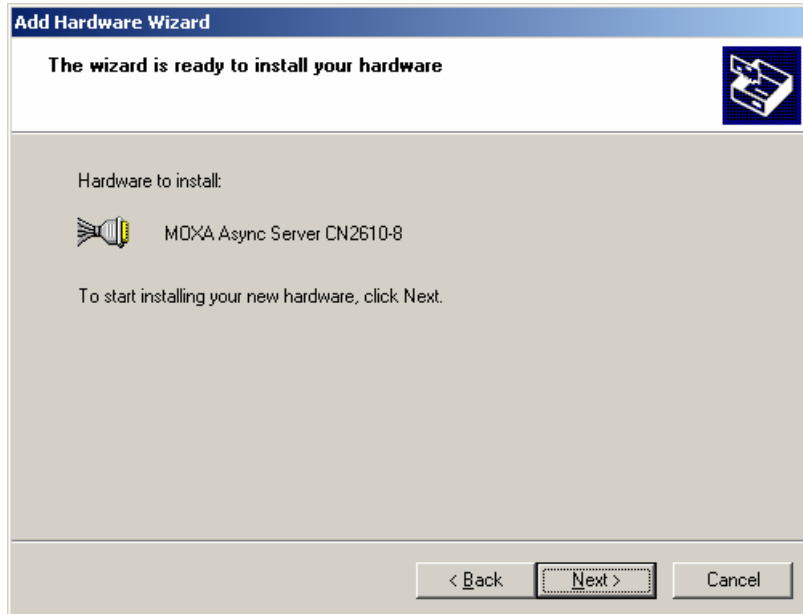 Add Hardware Wizard
The wizard is ready to install your hardware
Hardware to install:
MOXA Async Server CN2610-8
To start installing your new hardware, click Next.
< Back
Next >
Cancel